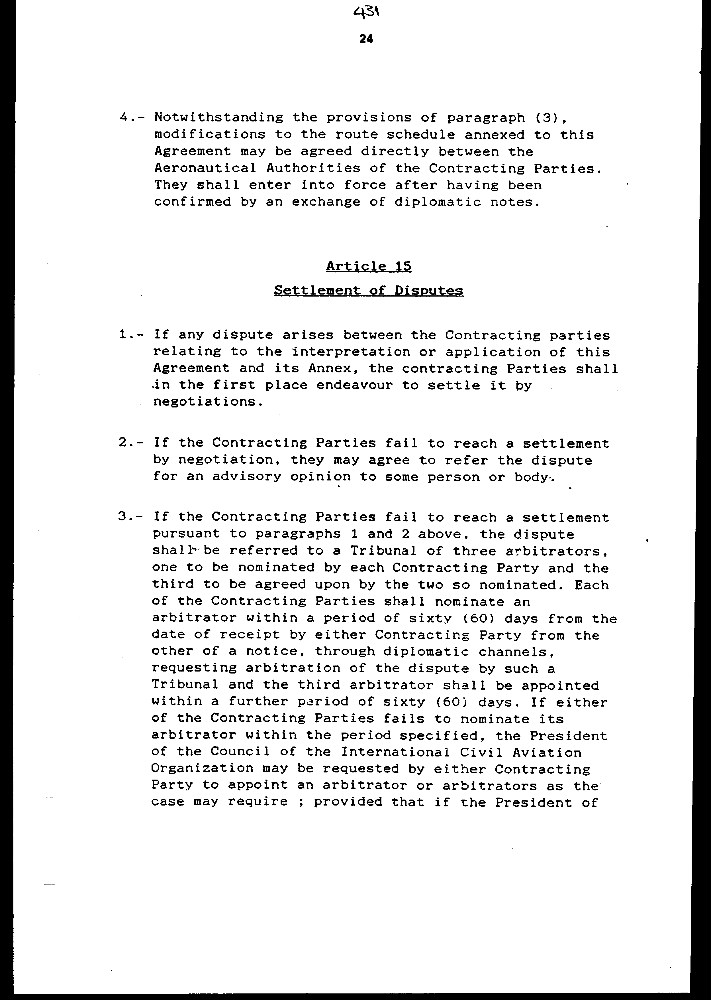 431
24
4.- Notwithstanding the provisions of paragraph (3),
modifications to the route schedule annexed to this
Agreement may be agreed directly between the
Aeronautical Authorities of the Contracting Parties.
They shall enter into force after having been
confirmed by an exchange of diplomatic notes.
Article 15
Settlement of Disputes
1.- If any dispute arises between the Contracting parties
relating to the interpretation or application of this
Agreement and its Annex, the contracting Parties shall
in the first place endeavour to settle it by
negotiations.
2.- If the Contracting Parties fail to reach a settlement
by negotiation, they may agree to refer the dispute
for an advisory opinion to some person or body.
3.- If the Contracting Parties fail to reach a settlement
pursuant to paragraphs 1 and 2 above, the dispute
shall be referred to a Tribunal of three arbitrators,
one to be nominated by each Contracting Party and the
third to be agreed upon by the two so nominated. Each
of the Contracting Parties shall nominate an
arbitrator within a period of sixty (60) days from the
date of receipt by either Contracting Party from the
other of a notice, through diplomatic channels,
requesting arbitration of the dispute by such a
Tribunal and the third arbitrator shall be appointed
within a further period of sixty (60) days. If either
of the Contracting Parties fails to nominate its
arbitrator within the period specified, the President
of the Council of the International Civil Aviation
Organization may be requested by either Contracting
Party to appoint an arbitrator or arbitrators as the
case may require ; provided that if the President of